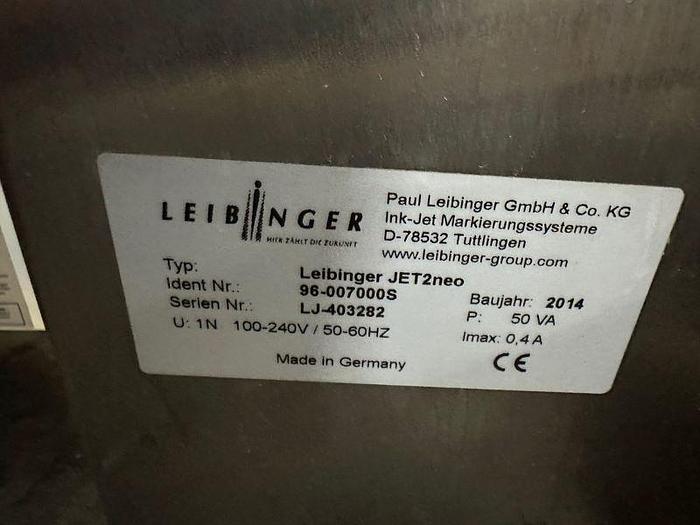 LEIBINGER
HIER ZÄHLT DIE ZUKUNFT
Paul Leibinger GmbH & Co. KG
Ink-Jet Markierungssysteme
D-78532 Tuttlingen
www.leibinger-group.com
Typ: Leibinger JET2neo
Ident Nr.: 96-007000S
Serien Nr.: LJ-403282
U: 1N 100-240V / 50-60HZ
Baujahr: 2014
P: 50 VA
Imax: 0,4 A
Made in Germany
CE